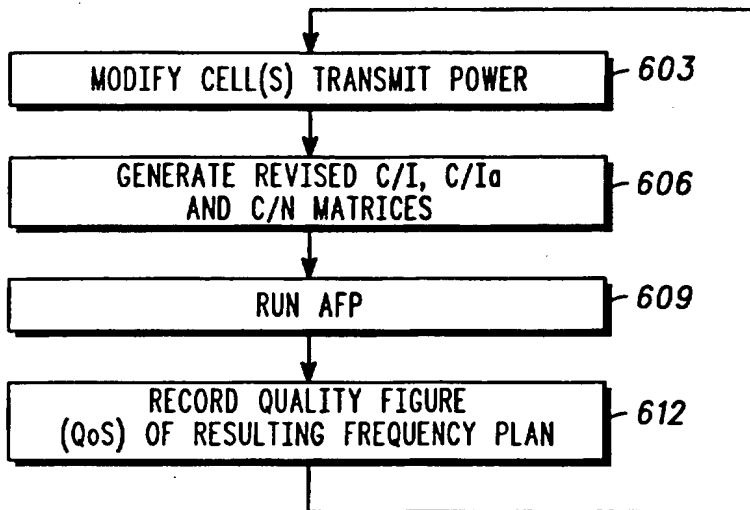 MODIFY CELL(S) TRANSMIT POWER
603
GENERATE REVISED C/I, C/Ia
AND C/N MATRICES
606
RUN AFP
609
RECORD QUALITY FIGURE
(QoS) OF RESULTING FREQUENCY PLAN
612